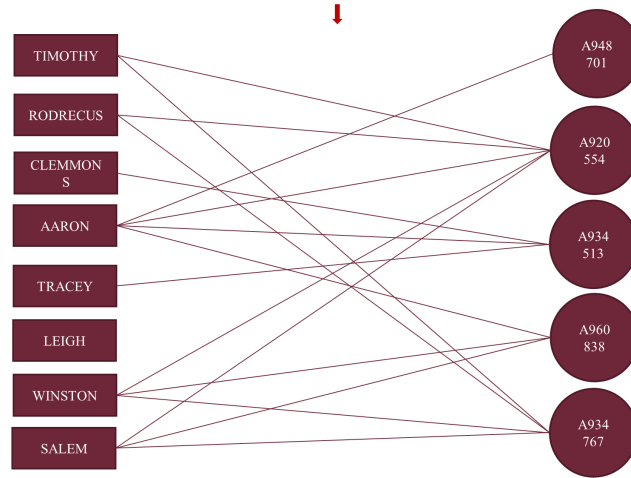 TIMOTHY
RODRECUS
CLEMMON
S
AARON
TRACEY
LEIGH
WINSTON
SALEM
A948
701
A920
554
A934
513
A960
838
A934
767